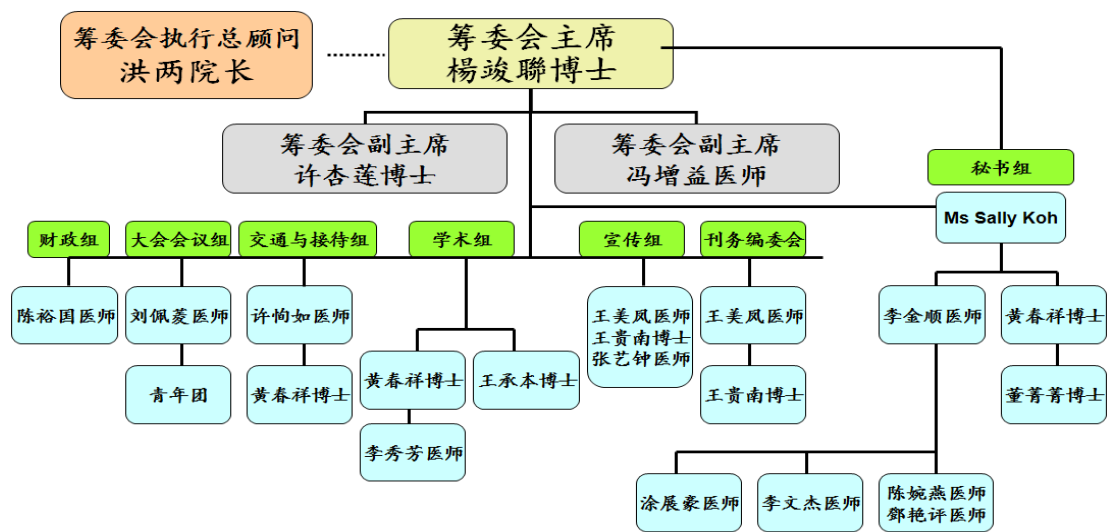 筹委会执行总顾问
洪两院长
筹委会主席
楊竣聯博士
筹委会副主席
许杏莲博士
筹委会副主席
冯增益医师
秘书组
Ms Sally Koh
财政组
大会会议组
交通与接待组
学术组
宣传组
刊务编委会
陈裕国医师
刘佩菱医师
许恂如医师
王美凤医师
王贵南博士
张艺钟医师
王美凤医师
李金顺医师
黄春祥博士
青年团
黄春祥博士
黄春祥博士
王承本博士
王贵南博士
董菁菁博士
李秀芳医师
涂展豪医师
李文杰医师
陈婉燕医师
鄧艳评医师